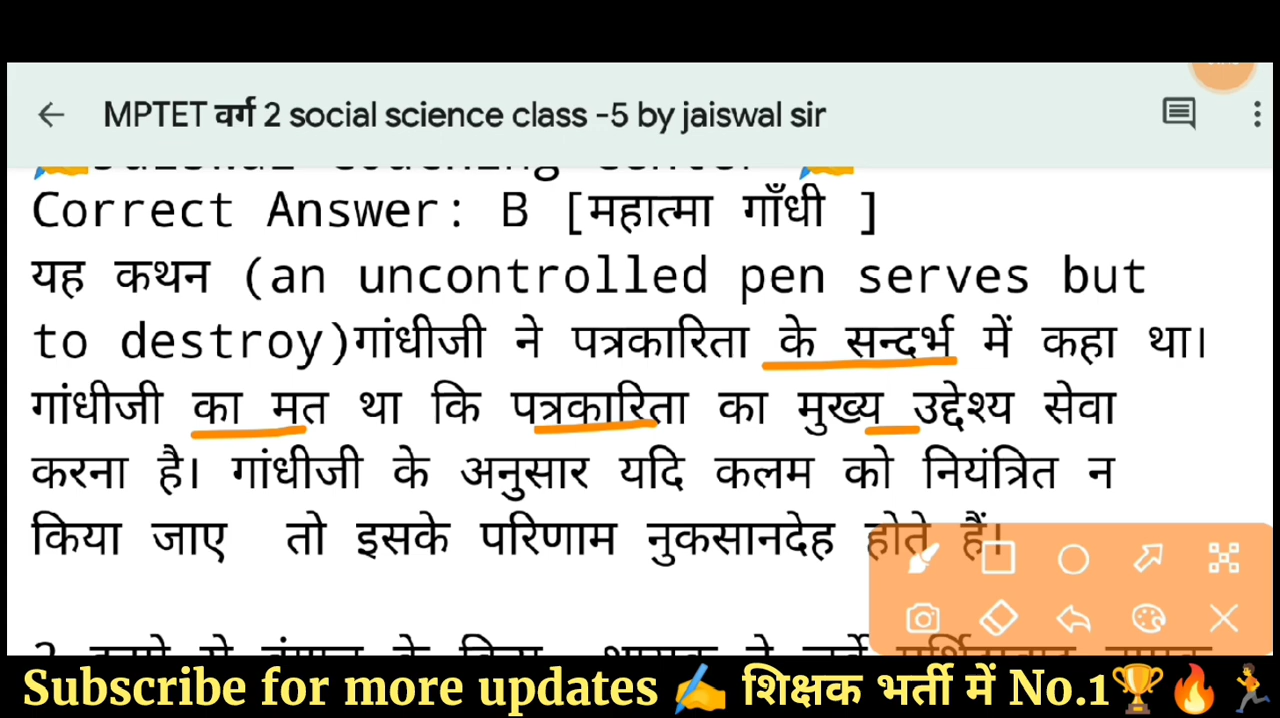 MPTET वर्ग 2 social science class -5 by jaiswal sir
Correct Answer: B [महात्मा गाँधी ]
यह कथन (an uncontrolled pen serves but
to destroy)गांधीजी ने पत्रकारिता के सन्दर्भ में कहा था।
गांधीजी का मत था कि पत्रकारिता का मुख्य उद्देश्य सेवा
करना है। गांधीजी के अनुसार यदि कलम को नियंत्रित न
किया जाए तो इसके परिणाम नुकसानदेह होते हैं।
Subscribe for more updates ✍️ शिक्षक भर्ती में No.1🏆🔥🏃